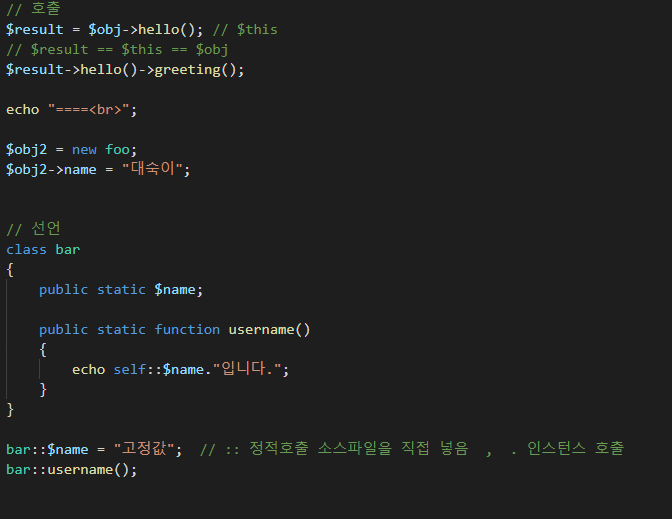 // 호출
$result = $obj->hello(); // $this
// $result == $this == $obj
$result->hello()->greeting();
echo "====<br>";
$obj2 = new foo;
$obj2->name = "대숙이";
// 선언
class bar
{
public static $name;
public static function username()
{
echo self::$name."입니다.";
}
}
bar::$name = "고정값";  // :: 정적호출 소스파일을 직접 넣음  ,  . 인스턴스 호출
bar::username();